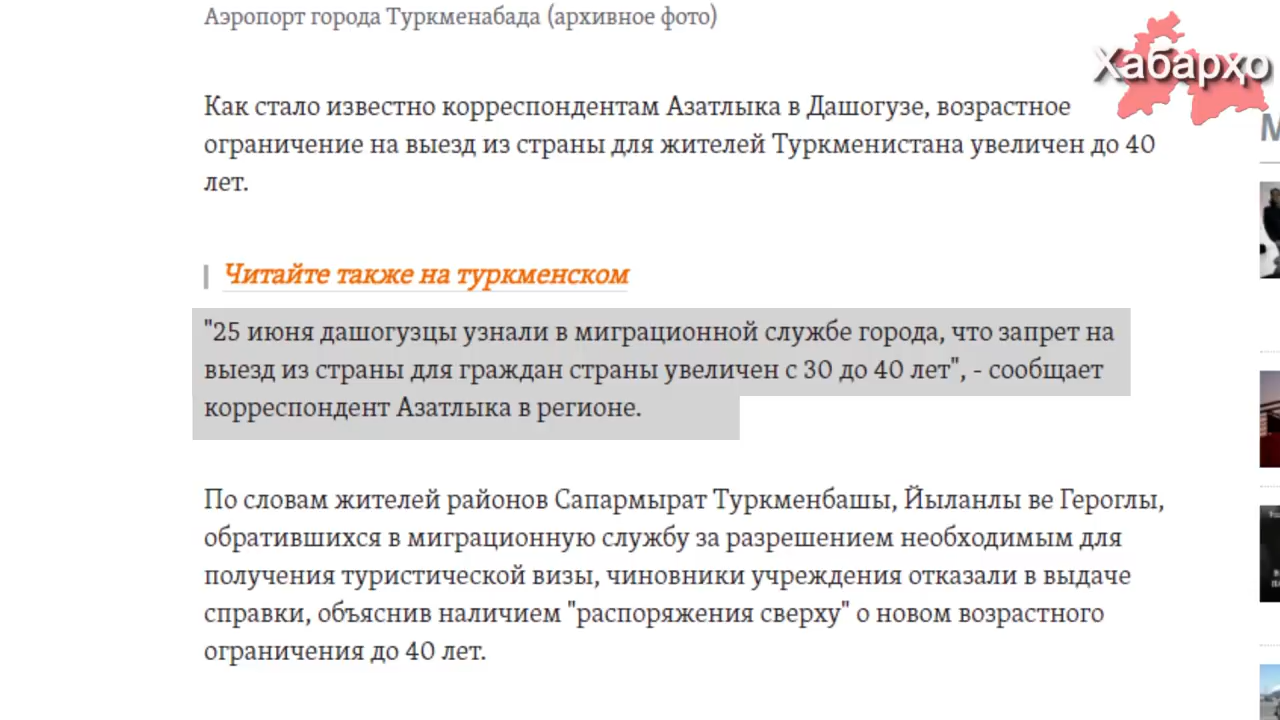 Аэропорт города Туркменабада (архивное фото)
Хабарҳо
Как стало известно корреспондентам Азатлыка в Дашогузе, возрастное
ограничение на выезд из страны для жителей Туркменистана увеличен до 40
лет.
Читайте также на туркменском
"25 июня дашогузцы узнали в миграционной службе города, что запрет на
выезд из страны для граждан страны увеличен с 30 до 40 лет", - сообщает
корреспондент Азатлыка в регионе.
По словам жителей районов Сапармырат Туркменбашы, Йыланлы ве Героглы,
обратившихся в миграционную службу за разрешением необходимым для
получения туристической визы, чиновники учреждения отказали в выдаче
справки, объяснив наличием "распоряжения сверху" о новом возрастного
ограничения до 40 лет.